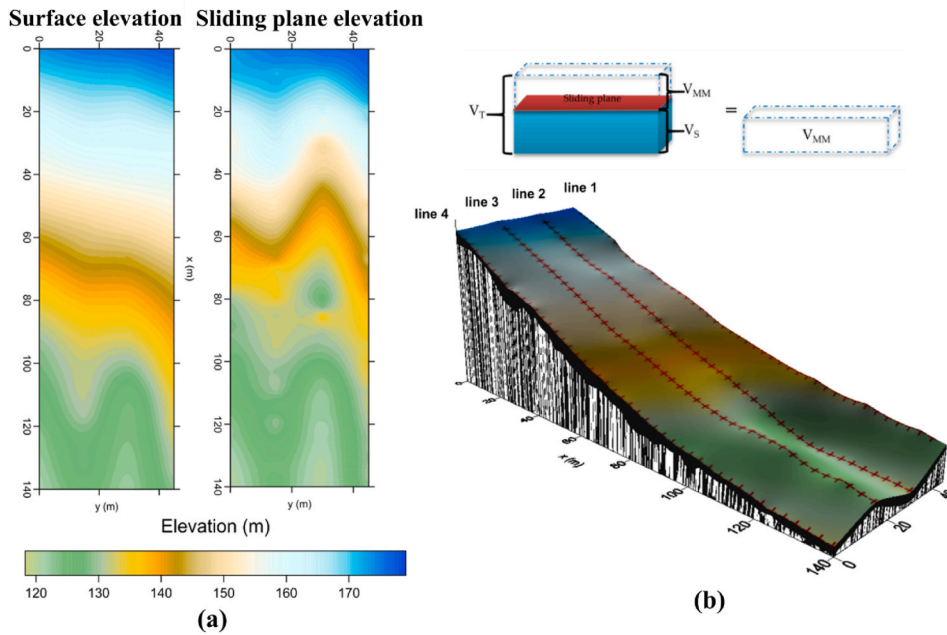 Surface elevation
Sliding plane elevation
0 20 40
0 20 40
0
20
40
60
80
100
120
140
x (m)
0
20
40
60
80
100
120
140
y (m)
y (m)
Elevation (m)
120 130 140 150 160 170
(a)
Sliding plane
V_T
V_MM
V_S
=
V_MM
line 1
line 2
line 3
line 4
0
20
40
60
80
100
120
140
x (m)
0
20
(b)